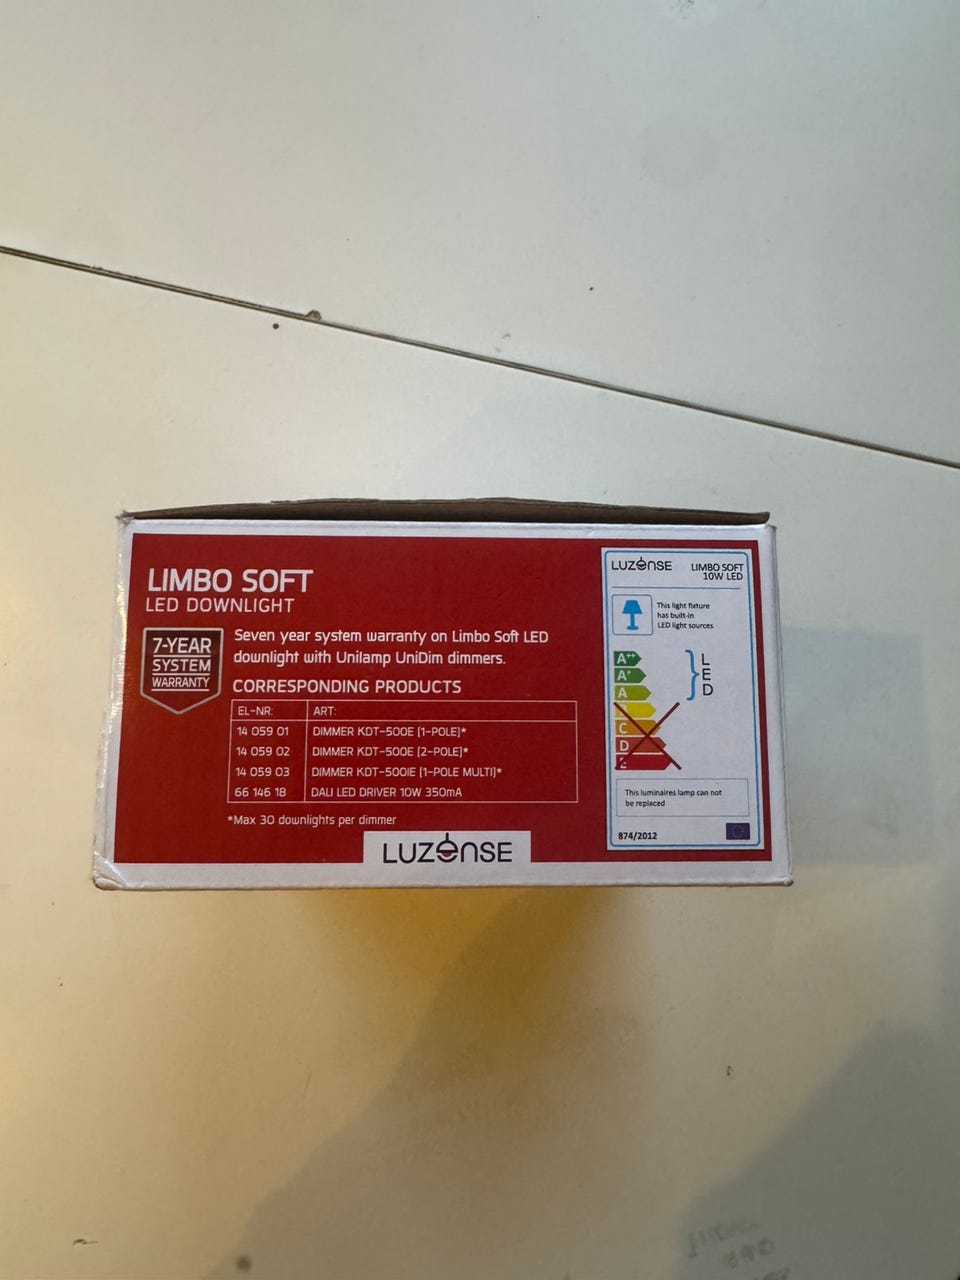 LIMBO SOFT
LED DOWNLIGHT
7-YEAR
SYSTEM
WARRANTY
Seven year system warranty on Limbo Soft LED
downlight with Unilamp UniDim dimmers.
CORRESPONDING PRODUCTS
EL-NR: ART:
14 059 01 DIMMER KDT-500E (1-POLE)*
14 059 02 DIMMER KDT-500E (2-POLE)*
14 059 03 DIMMER KDT-500IE (1-POLE MULTI)*
66 146 18 DALI LED DRIVER 10W 350mA
*Max 30 downlights per dimmer
LUZENSE
LUZENSE
LIMBO SOFT
10W LED
This light fixture
has built-in
LED light sources
A++
A+
A
C
D
L
E
D
This luminaires lamp can not
be replaced
874/2012